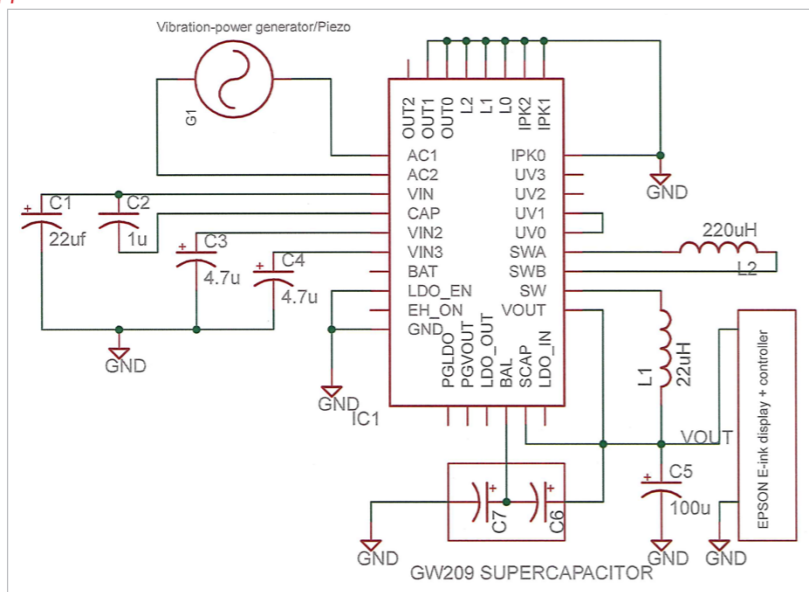 Vibration-power generator/Piezo
G1
OUT2
OUT1
OUT0
L2
L1
L0
IPK2
IPK1
AC1
AC2
VIN
CAP
VIN2
VIN3
BAT
LDO_EN
EH_ON
GND
IPK0
UV3
UV2
UV1
UV0
SWA
SWB
SW
VOUT
PGLDO
PGVOUT
LDO_OUT
BAL
SCAP
LDO_IN
IC1
GND
C1
22uf
C2
1u
C3
4.7u
C4
4.7u
GND
GND
220uH
L2
L1
22uH
VOUT
C5
100u
EPSON E-ink display + controller
C7
C6
GND
GND
GND
GW209 SUPERCAPACITOR